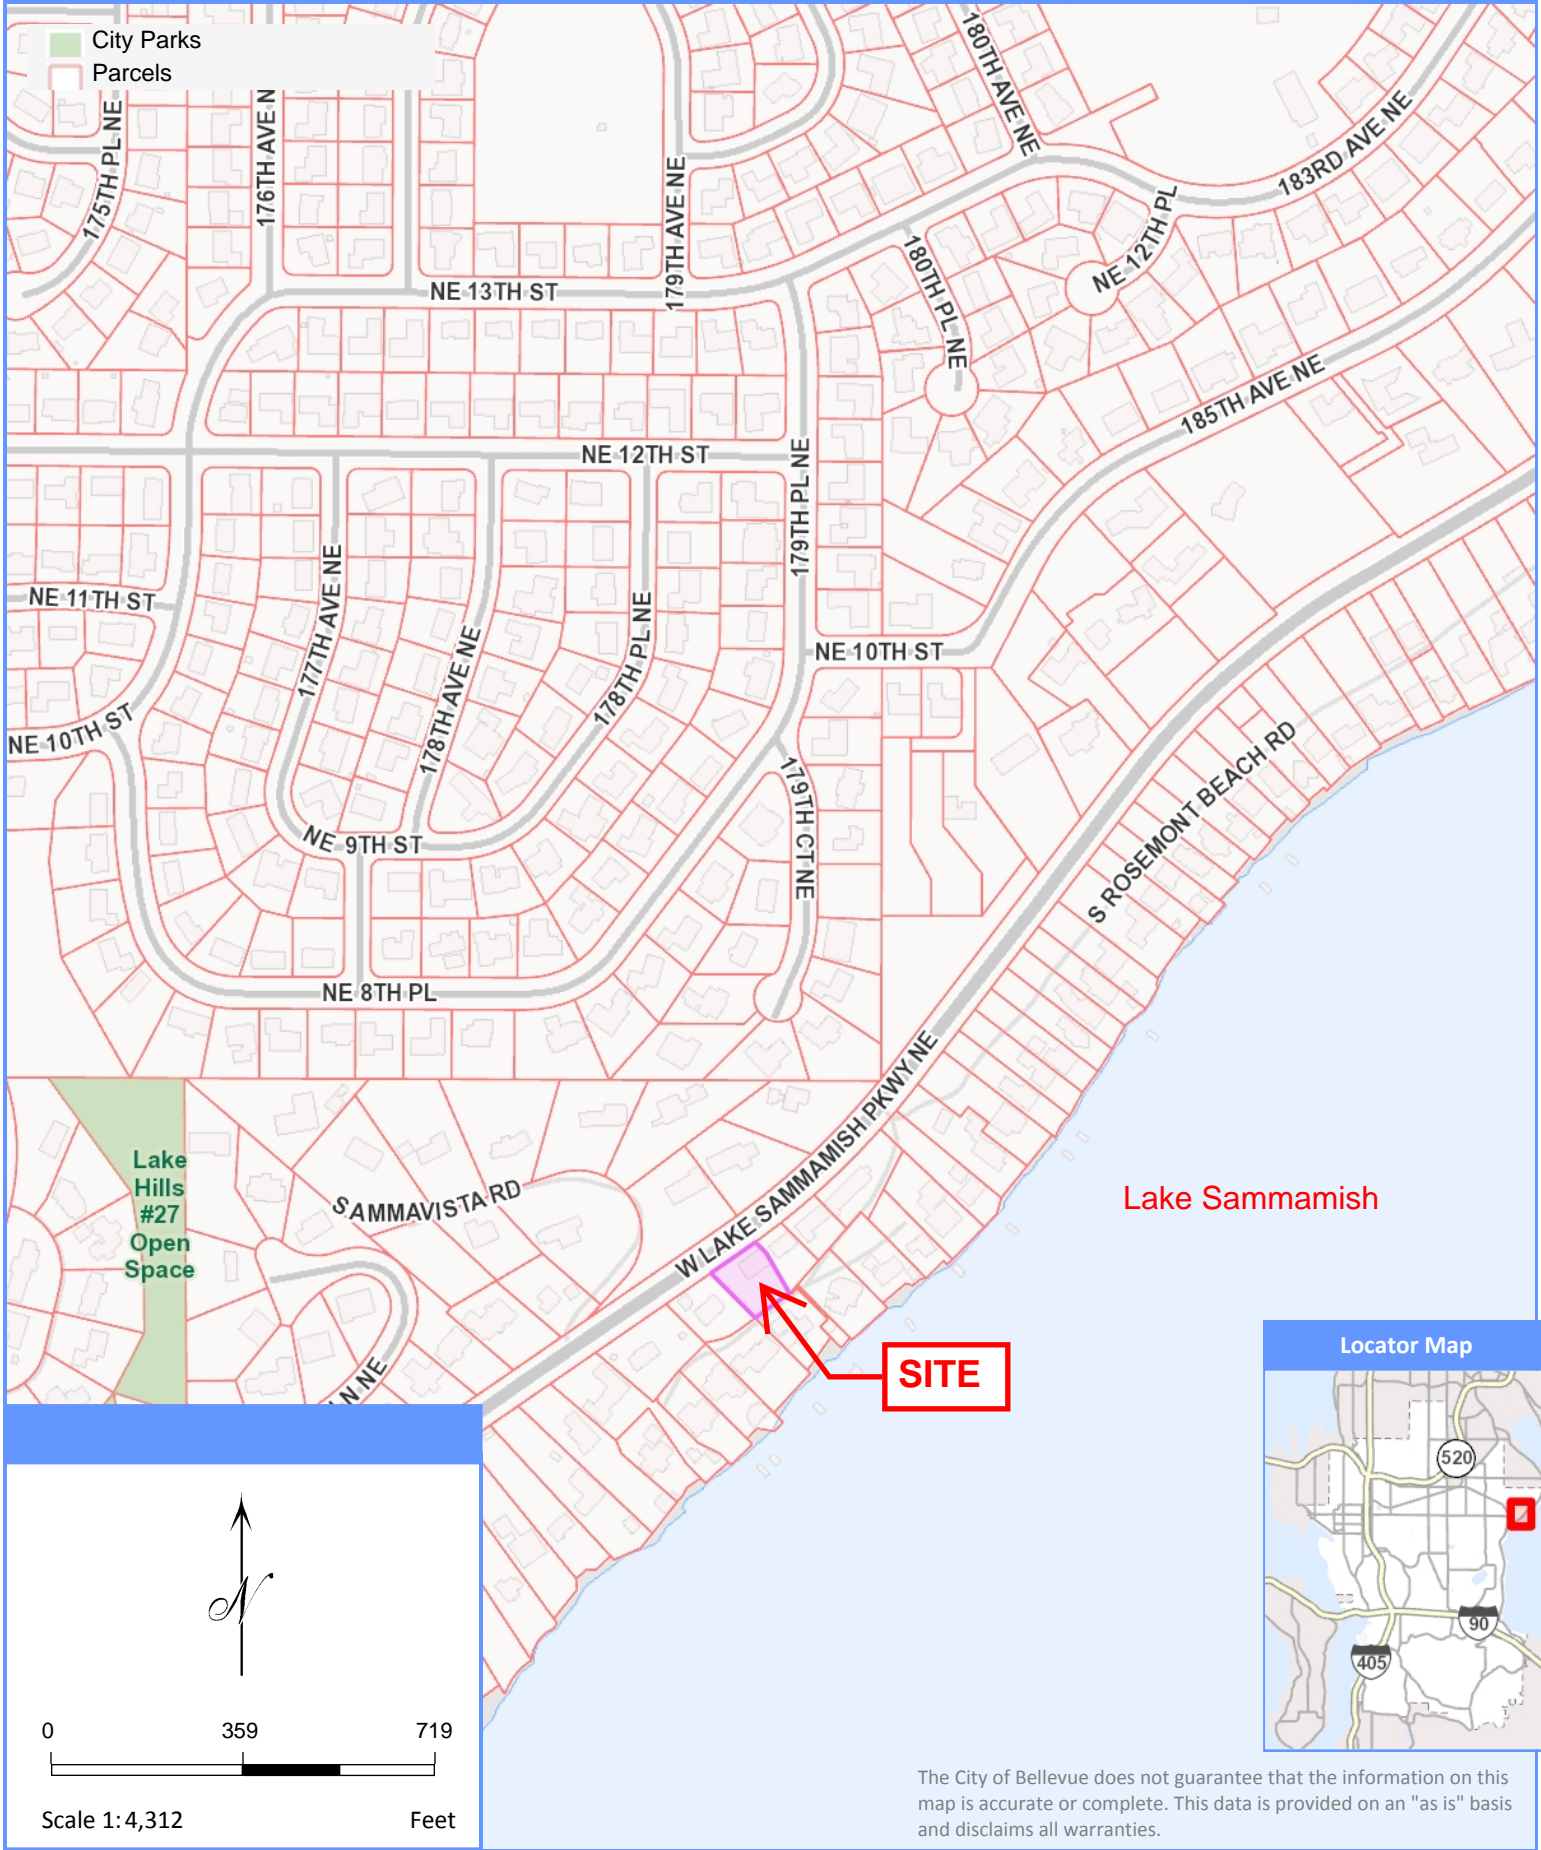 City Parks
Parcels
175TH PL NE
176TH AVE N
179TH AVE NE
180TH AVE NE
183RD AVE NE
NE 12TH PL
180TH PL NE
NE 13TH ST
185TH AVE NE
NE 12TH ST
179TH PL NE
NE 11TH ST
177TH AVE NE
178TH AVE NE
178TH PL NE
NE 10TH ST
NE 10TH ST
179TH CT NE
S ROSEMONT BEACH RD
NE 9TH ST
NE 8TH PL
W LAKE SAMMAMISH PKWY NE
SAMMAVISTA RD
Lake
Hills
#27
Open
Space
Lake Sammamish
SITE
LN NE
Locator Map
520
90
405
N
0 359 719
Scale 1: 4,312 Feet
The City of Bellevue does not guarantee that the information on this
map is accurate or complete. This data is provided on an "as is" basis
and disclaims all warranties.